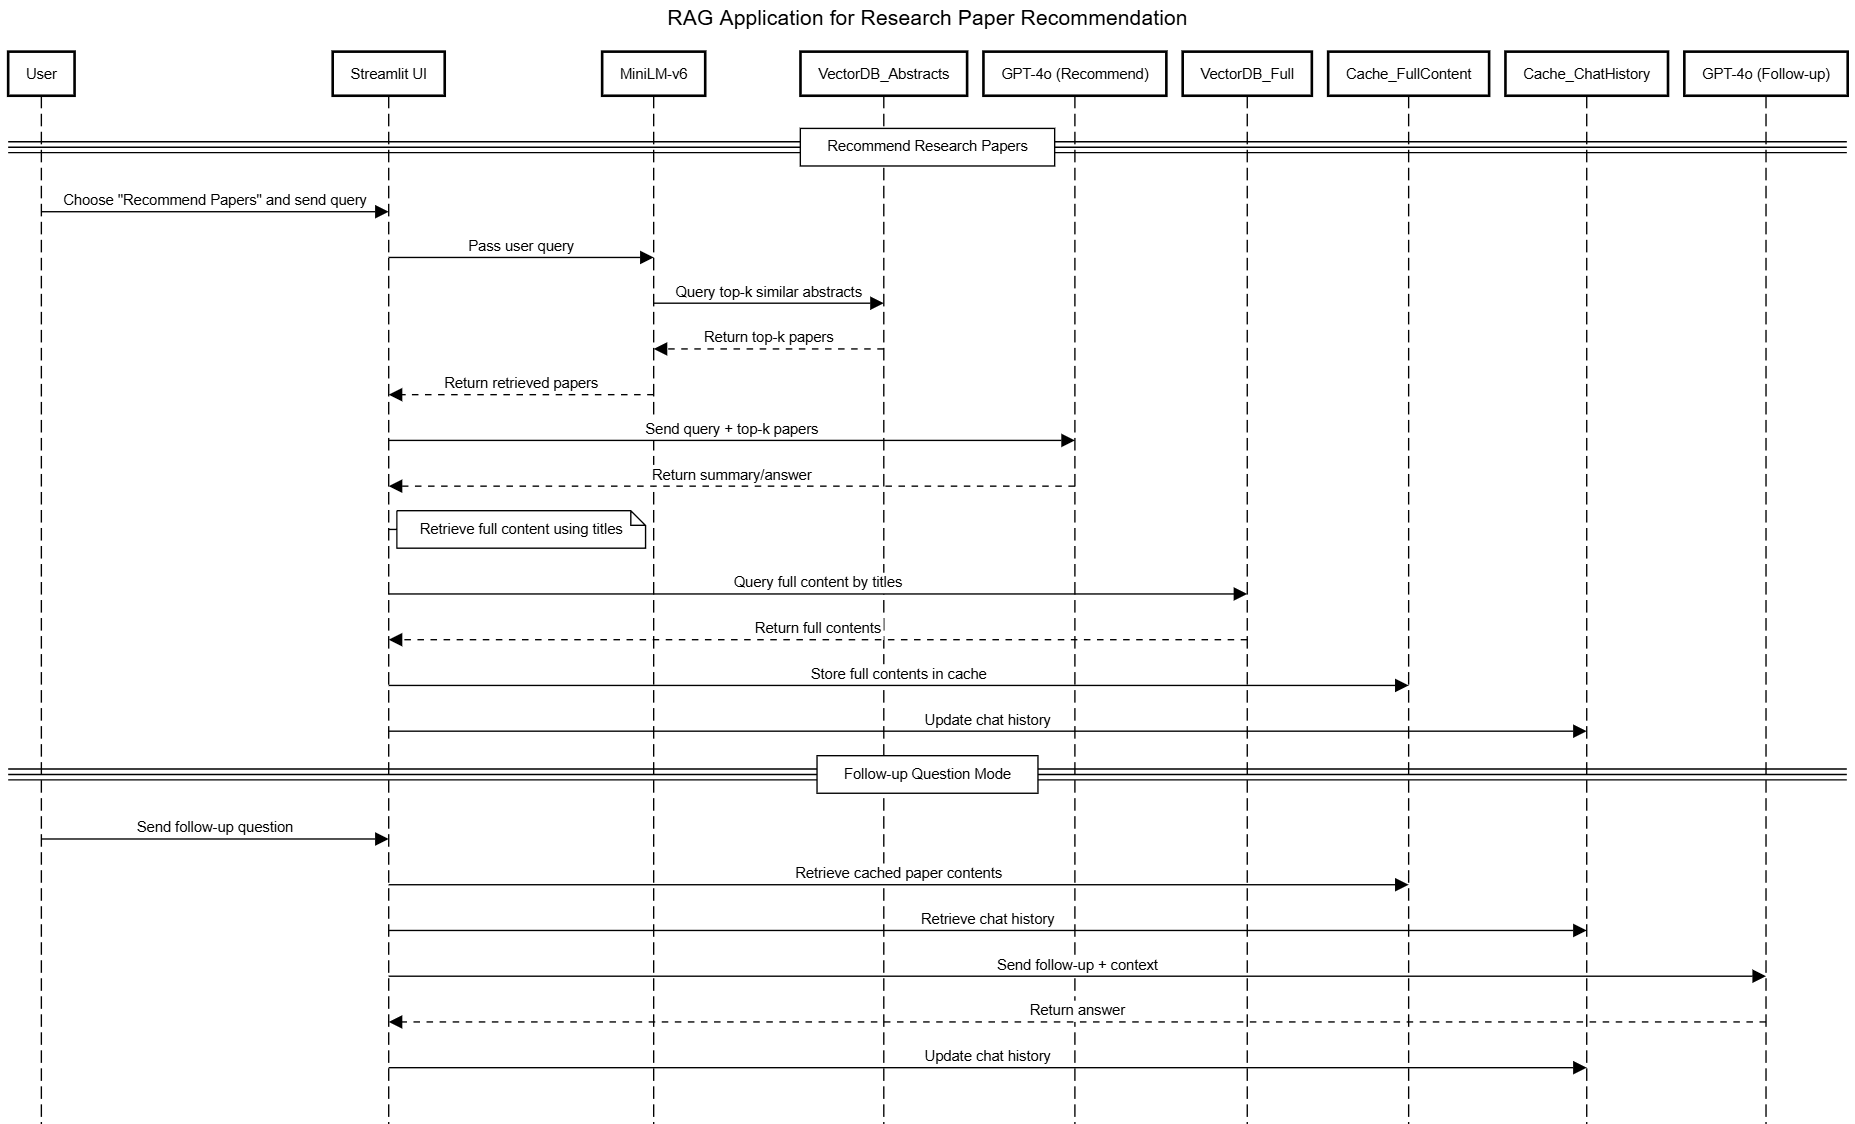 RAG Application for Research Paper Recommendation
User
Streamlit UI
MiniLM-v6
VectorDB_Abstracts
GPT-4o (Recommend)
VectorDB_Full
Cache_FullContent
Cache_ChatHistory
GPT-4o (Follow-up)
Recommend Research Papers
Choose "Recommend Papers" and send query
Pass user query
Query top-k similar abstracts
Return top-k papers
Return retrieved papers
Send query + top-k papers
Return summary/answer
Retrieve full content using titles
Query full content by titles
Return full contents
Store full contents in cache
Update chat history
Follow-up Question Mode
Send follow-up question
Retrieve cached paper contents
Retrieve chat history
Send follow-up + context
Return answer
Update chat history